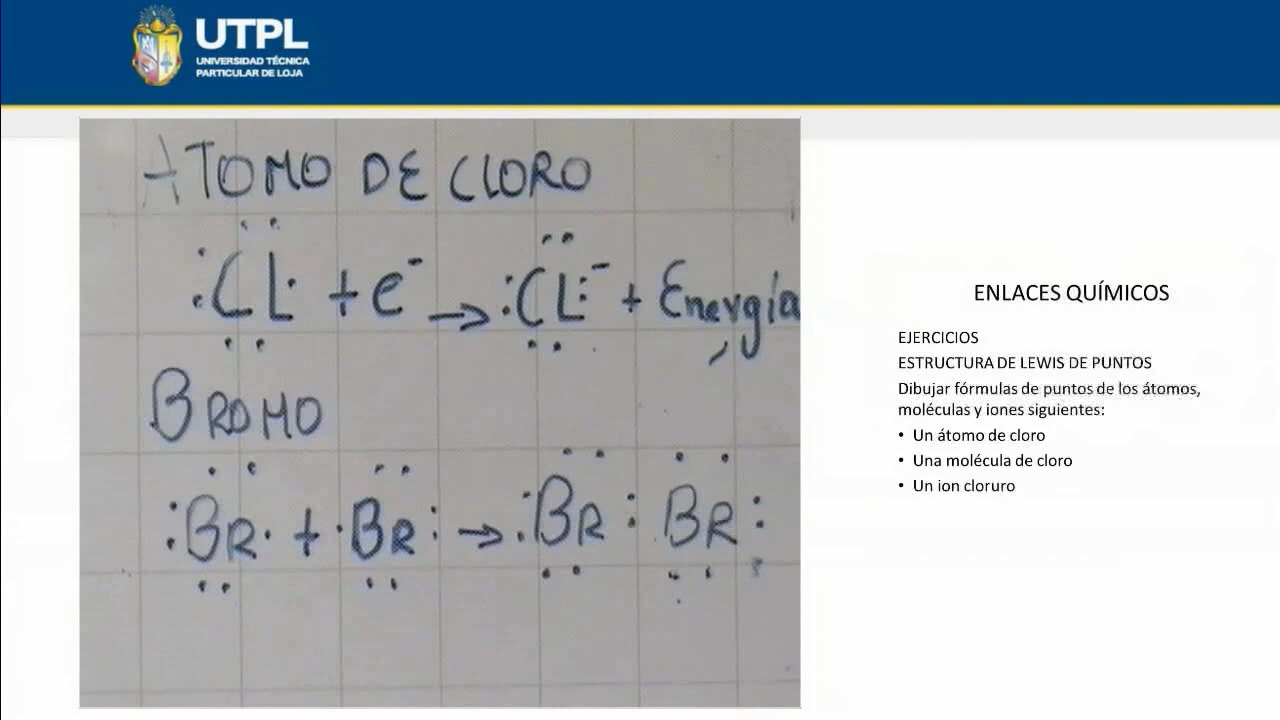 UTPL
UNIVERSIDAD TÉCNICA
PARTICULAR DE LOJA
ATOMO DE CLORO
:CL· + e⁻ → :CL:⁻ + Energía
BROMO
:BR· + ·BR: → :BR:BR:
ENLACES QUÍMICOS
EJERCICIOS
ESTRUCTURA DE LEWIS DE PUNTOS
Dibujar fórmulas de puntos de los átomos,
moléculas y iones siguientes:
• Un átomo de cloro
• Una molécula de cloro
• Un ion cloruro